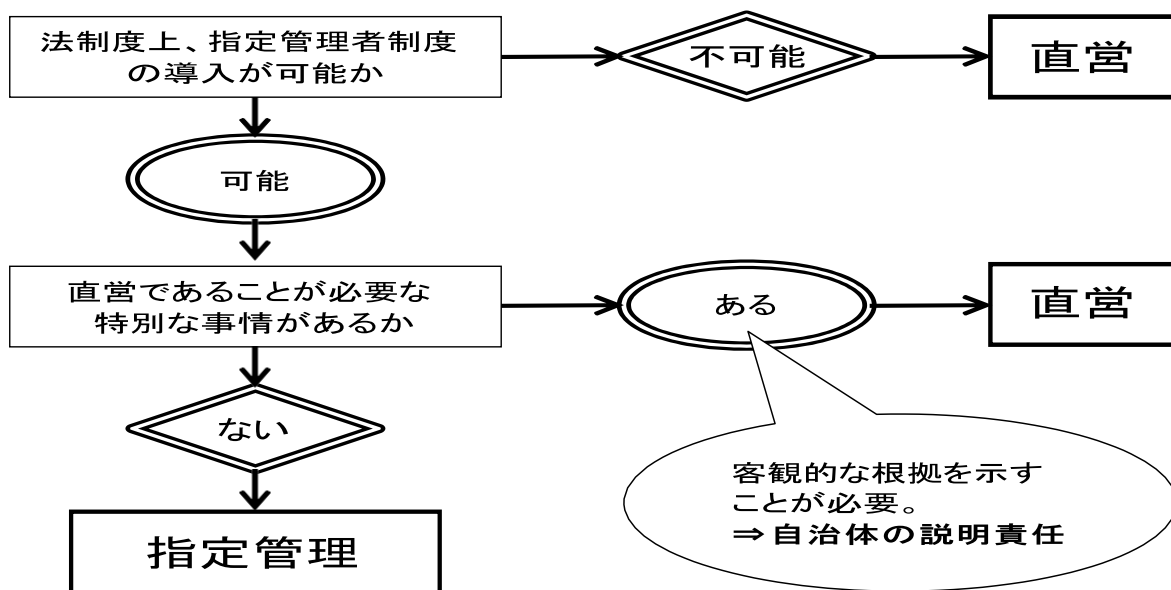 法制度上、指定管理者制度
の導入が可能か
不可能
直営
可能
直営であることが必要な
特別な事情があるか
ある
直営
ない
客観的な根拠を示す
ことが必要。
⇒自治体の説明責任
指定管理